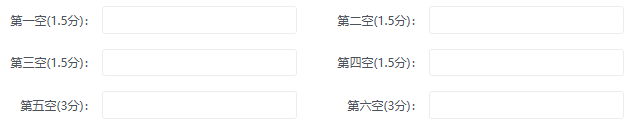 第一空(1.5分)： 第二空(1.5分)：
第三空(1.5分)： 第四空(1.5分)：
第五空(3分)： 第六空(3分)：